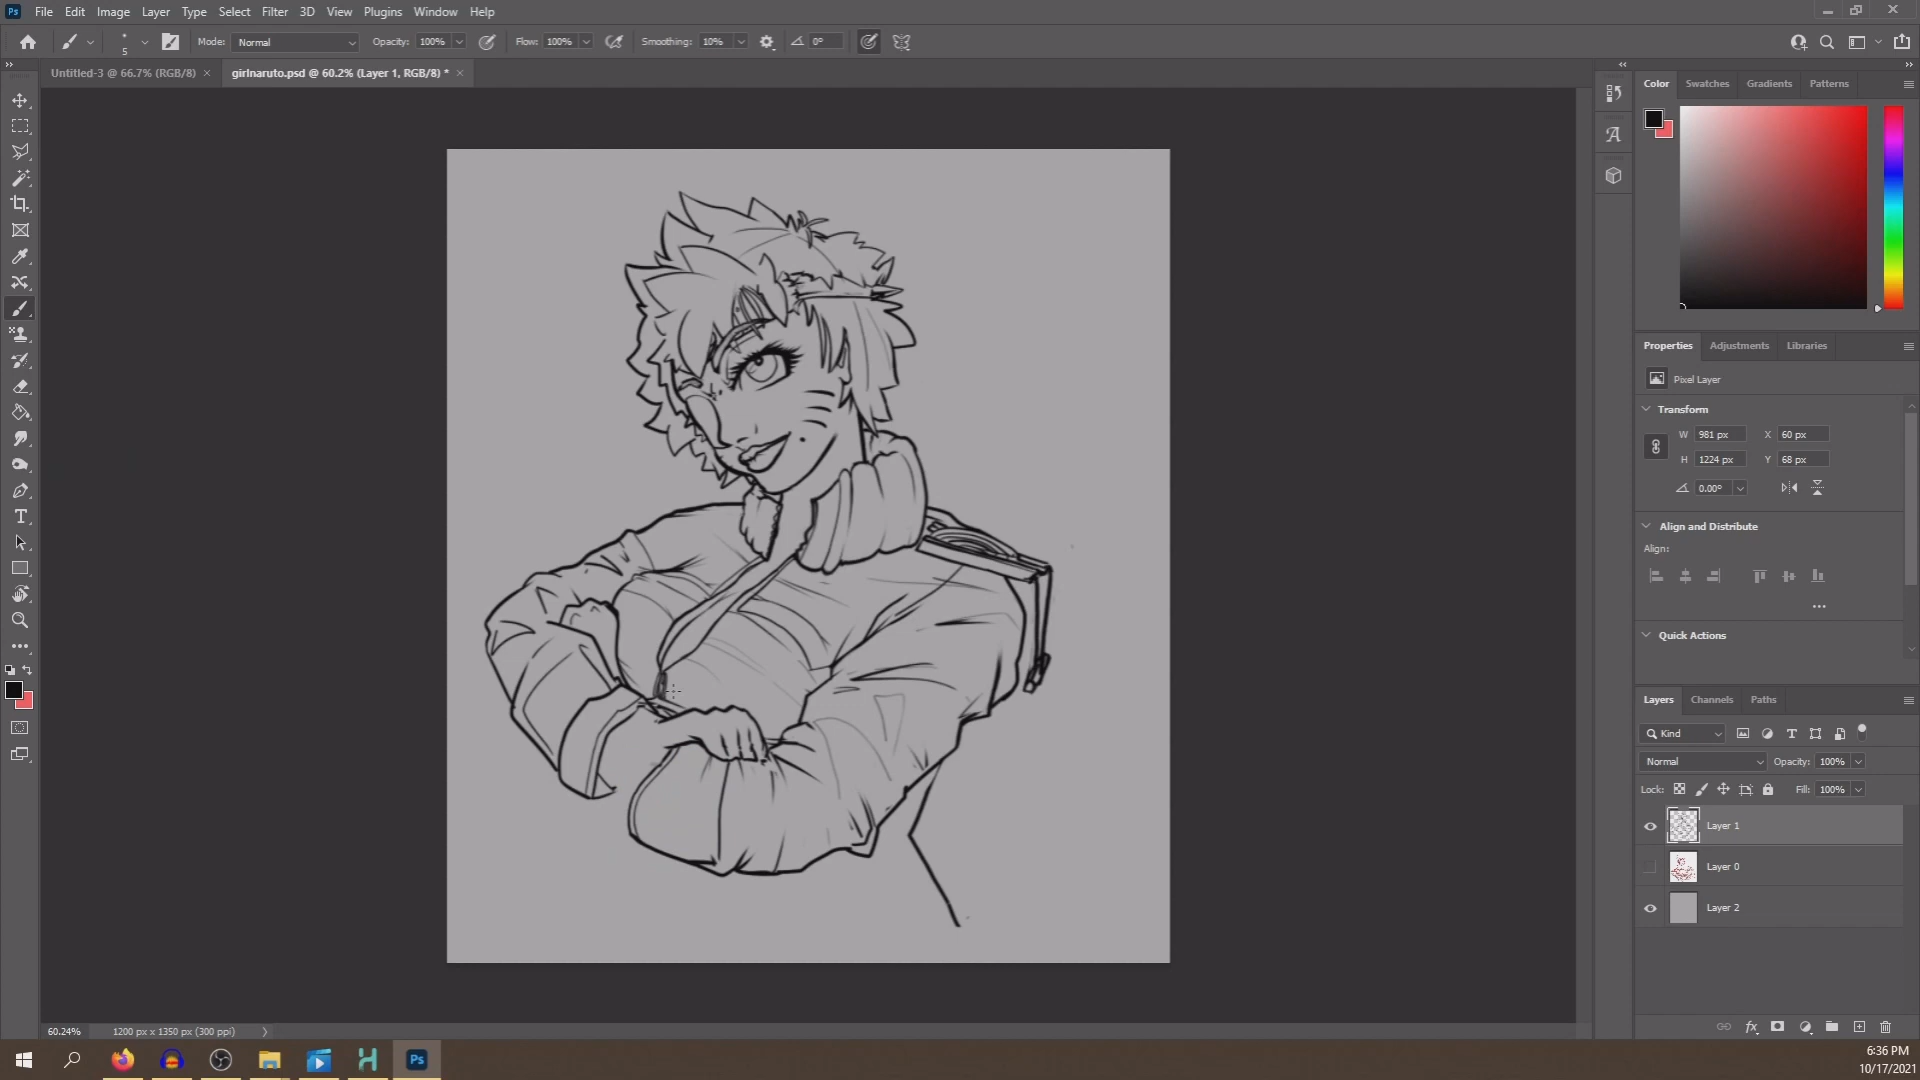 Ps File Edit Image Layer Type Select Filter 3D View Plugins Window Help
5 Mode: Normal Opacity: 100% Flow: 100% Smoothing: 10% 0°
Untitled-3 @ 66.7% (RGB/8) × girlnaruto.psd @ 60.2% (Layer 1, RGB/8) * ×
Color Swatches Gradients Patterns
Properties Adjustments Libraries
Pixel Layer
Transform
W 981 px X 60 px
H 1224 px Y 68 px
0.00°
Align and Distribute
Align:
Quick Actions
Layers Channels Paths
Kind
Normal Opacity: 100%
Lock: Fill: 100%
Layer 1
Layer 0
Layer 2
fx
60.24% 1200 px x 1350 px (300 ppi)
Ps
6:36 PM
10/17/2021